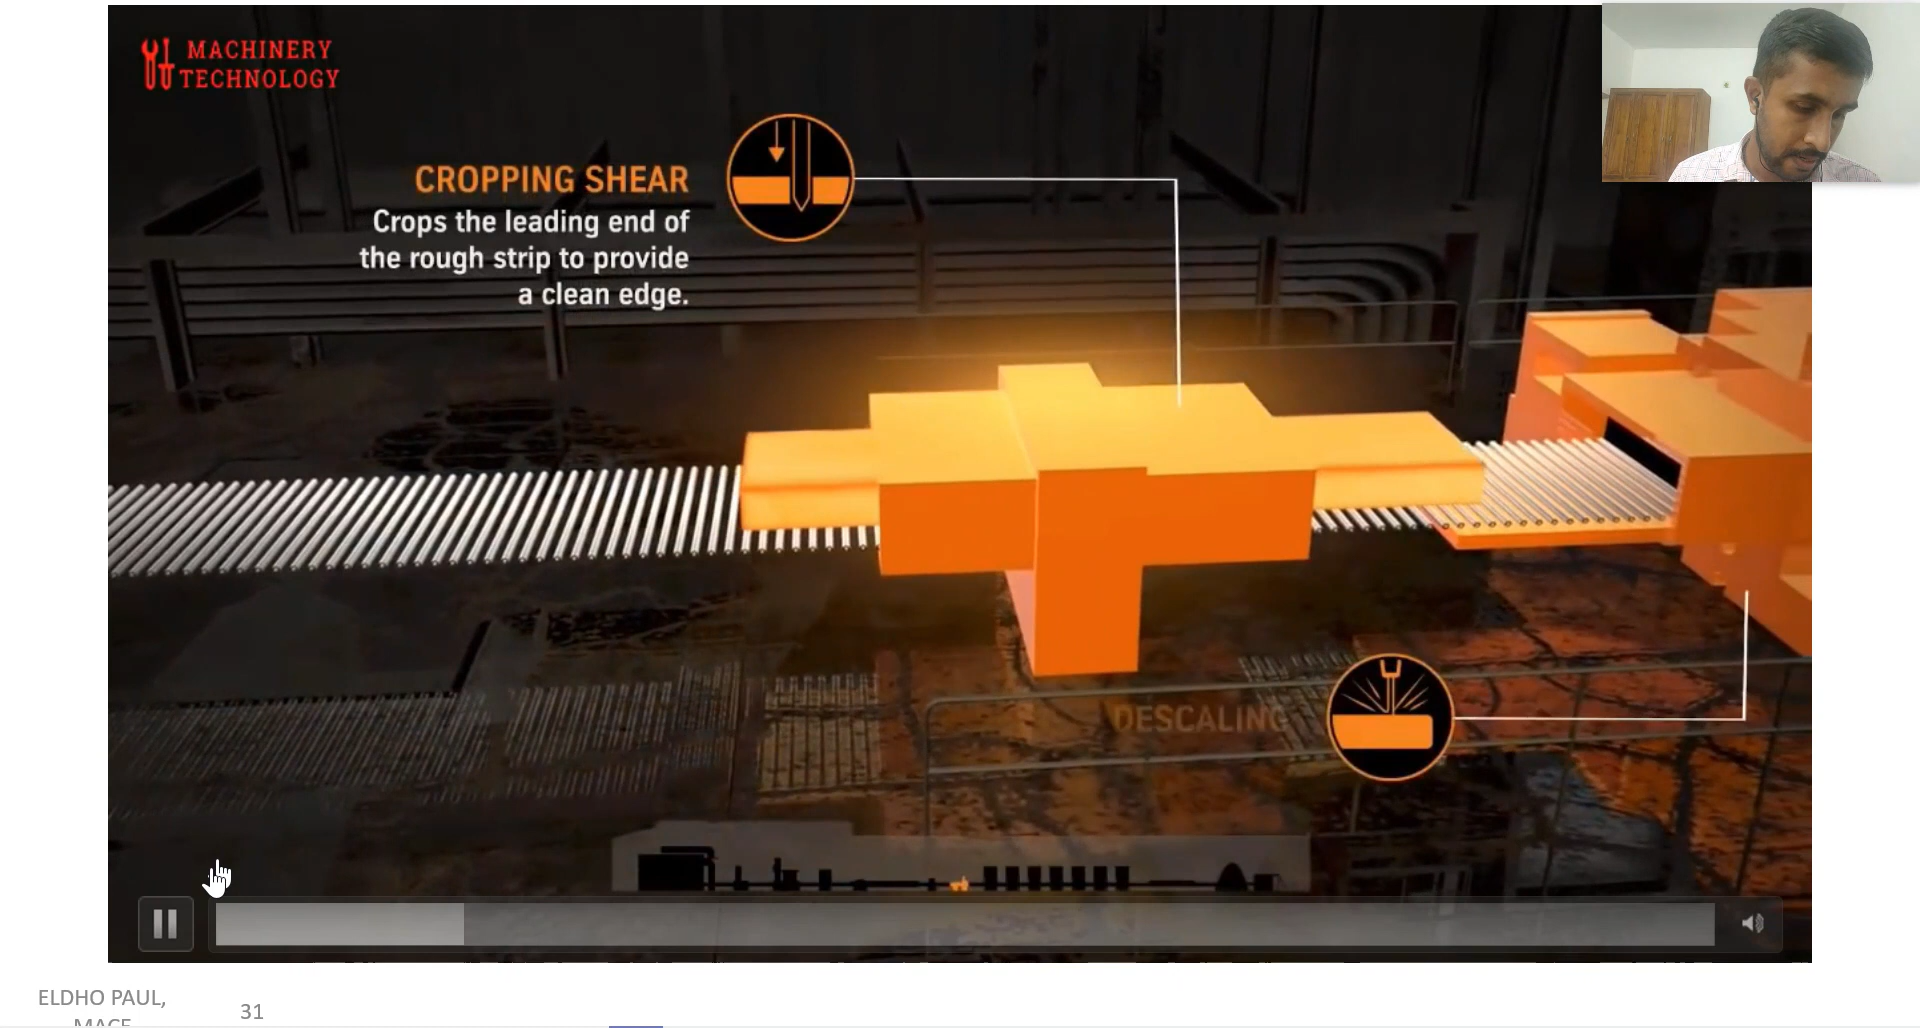 MACHINERY
TECHNOLOGY
CROPPING SHEAR
Crops the leading end of
the rough strip to provide
a clean edge.
DESCALING
ELDHO PAUL,
MACE
31